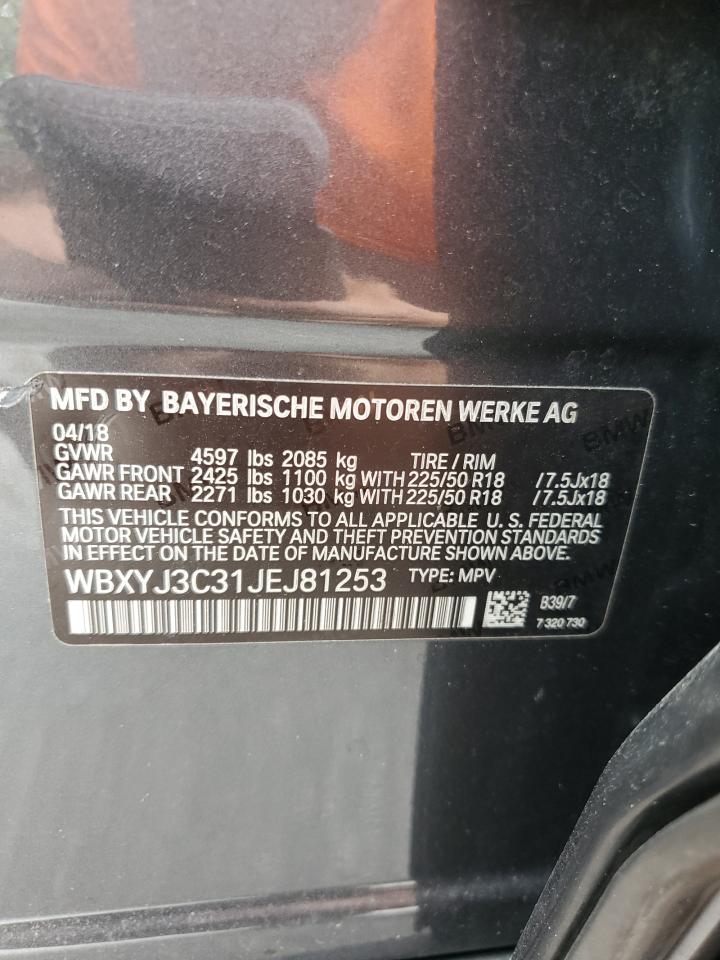 MFD BY BAYERISCHE MOTOREN WERKE AG
04/18
GVWR 4597 lbs 2085 kg TIRE / RIM
GAWR FRONT 2425 lbs 1100 kg WITH 225/50 R18 /7.5Jx18
GAWR REAR 2271 lbs 1030 kg WITH 225/50 R18 /7.5Jx18
THIS VEHICLE CONFORMS TO ALL APPLICABLE U. S. FEDERAL
MOTOR VEHICLE SAFETY AND THEFT PREVENTION STANDARDS
IN EFFECT ON THE DATE OF MANUFACTURE SHOWN ABOVE.
WBXYJ3C31JEJ81253 TYPE: MPV
B39/7
7 320 730